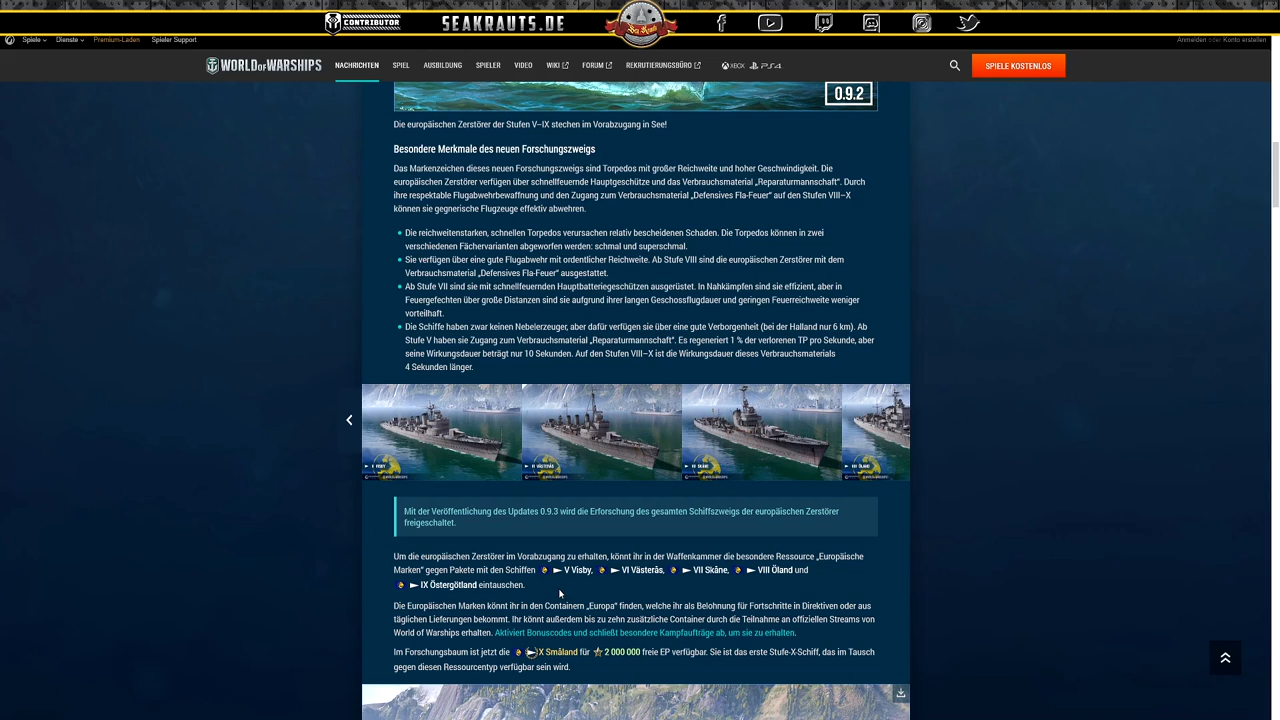 CONTRIBUTOR
SEAKRAUTS.DE
Spiele
Dienste
Premium-Laden
Spieler Support
Anmelden oder Konto erstellen
WORLD OF WARSHIPS
NACHRICHTEN
SPIEL
AUSBILDUNG
SPIELER
VIDEO
WIKI
FORUM
REKRUTIERUNGSBÜRO
XBOX
PS4
SPIELE KOSTENLOS
0.9.2
Die europäischen Zerstörer der Stufen V–IX stechen im Vorabzugang in See!
Besondere Merkmale des neuen Forschungszweigs
Das Markenzeichen dieses neuen Forschungszweigs sind Torpedos mit großer Reichweite und hoher Geschwindigkeit. Die
europäischen Zerstörer verfügen über schnellfeuernde Hauptgeschütze und das Verbrauchsmaterial „Reparaturmannschaft“. Durch
ihre respektable Flugabwehrbewaffnung und den Zugang zum Verbrauchsmaterial „Defensives Fla-Feuer“ auf den Stufen VIII–X
können sie gegnerische Flugzeuge effektiv abwehren.
Die reichweitenstarken, schnellen Torpedos verursachen relativ bescheidenen Schaden. Die Torpedos können in zwei
verschiedenen Fächervarianten abgeworfen werden: schmal und superschmal.
Sie verfügen über eine gute Flugabwehr mit ordentlicher Reichweite. Ab Stufe VIII sind die europäischen Zerstörer mit dem
Verbrauchsmaterial „Defensives Fla-Feuer“ ausgestattet.
Ab Stufe VII sind sie mit schnellfeuernden Hauptbatteriegeschützen ausgerüstet. In Nahkämpfen sind sie effizient, aber in
Feuergefechten über große Distanzen sind sie aufgrund ihrer langen Geschossflugdauer und geringen Feuerreichweite weniger
vorteilhaft.
Die Schiffe haben zwar keinen Nebelerzeuger, aber dafür verfügen sie über eine gute Verborgenheit (bei der Halland nur 6 km). Ab
Stufe V haben sie Zugang zum Verbrauchsmaterial „Reparaturmannschaft“. Es regeneriert 1 % der verlorenen TP pro Sekunde, aber
seine Wirkungsdauer beträgt nur 10 Sekunden. Auf den Stufen VIII–X ist die Wirkungsdauer dieses Verbrauchsmaterials
4 Sekunden länger.
V VISBY
VI VÄSTERÅS
VII SKÅNE
VIII ÖLAND
Mit der Veröffentlichung des Updates 0.9.3 wird die Erforschung des gesamten Schiffszweigs der europäischen Zerstörer
freigeschaltet.
Um die europäischen Zerstörer im Vorabzugang zu erhalten, könnt ihr in der Waffenkammer die besondere Ressource „Europäische
Marken“ gegen Pakete mit den Schiffen V Visby, VI Västerås, VII Skåne, VIII Öland und
IX Östergötland eintauschen.
Die Europäischen Marken könnt ihr in den Containern „Europa“ finden, welche ihr als Belohnung für Fortschritte in Direktiven oder aus
täglichen Lieferungen bekommt. Ihr könnt außerdem bis zu zehn zusätzliche Container durch die Teilnahme an offiziellen Streams von
World of Warships erhalten. Aktiviert Bonuscodes und schließt besondere Kampfaufträge ab, um sie zu erhalten.
Im Forschungsbaum ist jetzt die X Småland für 2 000 000 freie EP verfügbar. Sie ist das erste Stufe-X-Schiff, das im Tausch
gegen diesen Ressourcentyp verfügbar sein wird.